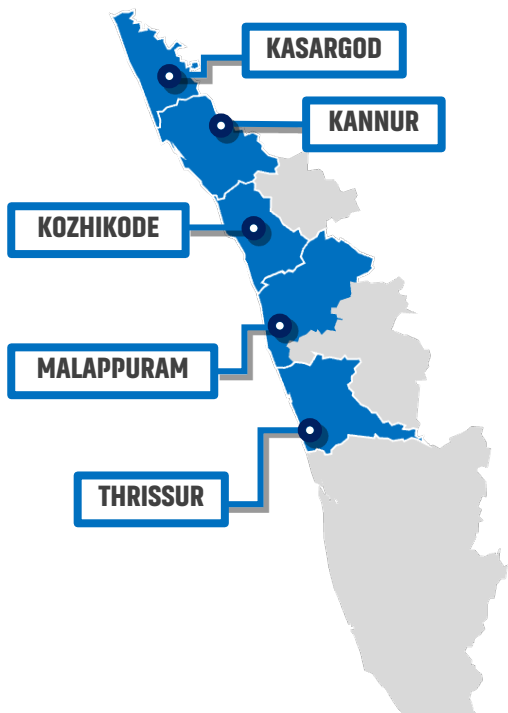 KASARGOD
KANNUR
KOZHIKODE
MALAPPURAM
THRISSUR